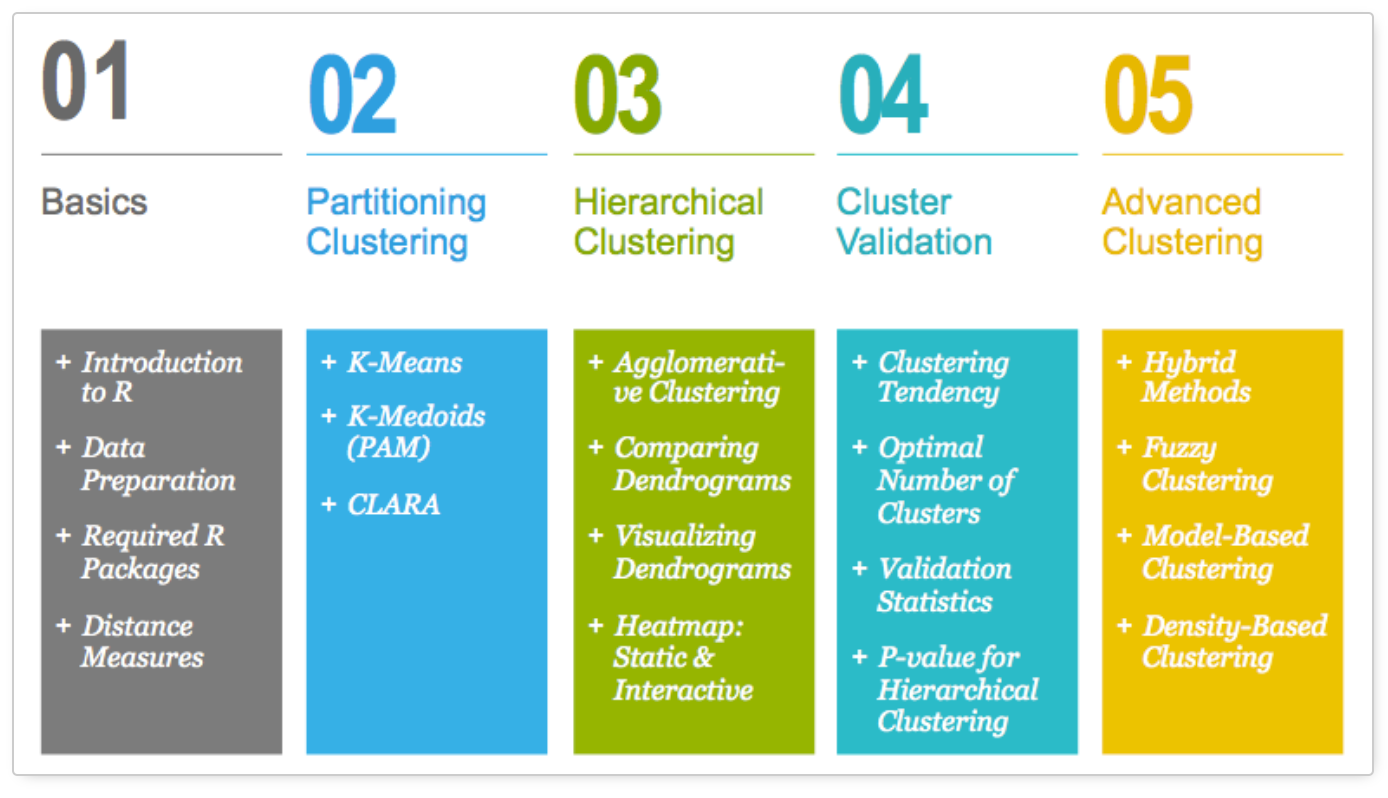 01
Basics
+ Introduction
to R
+ Data
Preparation
+ Required R
Packages
+ Distance
Measures
02
Partitioning
Clustering
+ K-Means
+ K-Medoids
(PAM)
+ CLARA
03
Hierarchical
Clustering
+ Agglomerati-
ve Clustering
+ Comparing
Dendrograms
+ Visualizing
Dendrograms
+ Heatmap:
Static &
Interactive
04
Cluster
Validation
+ Clustering
Tendency
+ Optimal
Number of
Clusters
+ Validation
Statistics
+ P-value for
Hierarchical
Clustering
05
Advanced
Clustering
+ Hybrid
Methods
+ Fuzzy
Clustering
+ Model-Based
Clustering
+ Density-Based
Clustering